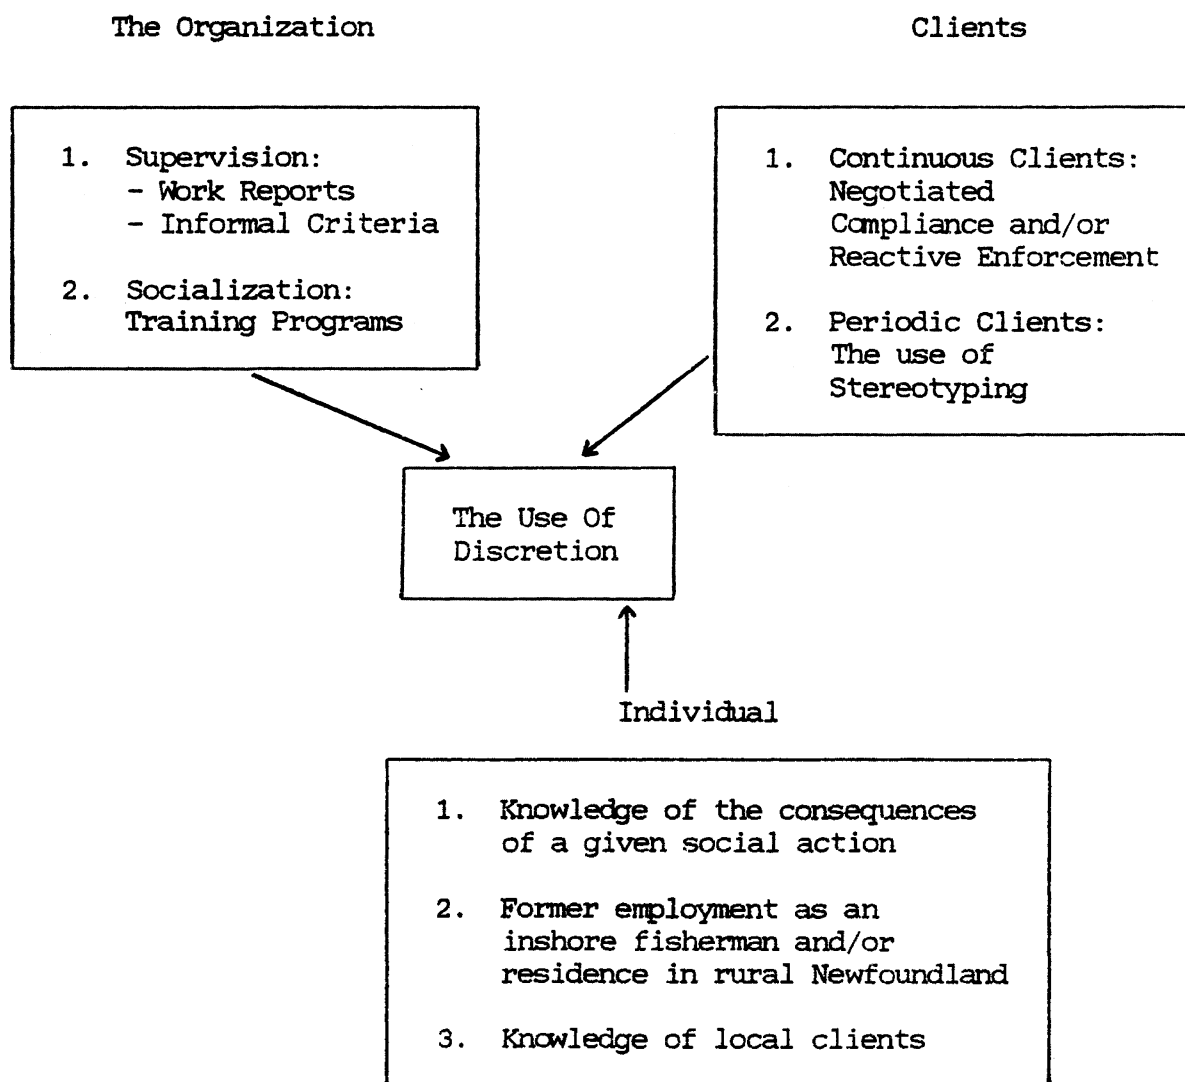 The Organization
Clients
1. Supervision:
- Work Reports
- Informal Criteria
2. Socialization:
Training Programs
1. Continuous Clients:
Negotiated
Compliance and/or
Reactive Enforcement
2. Periodic Clients:
The use of
Stereotyping
The Use Of
Discretion
Individual
1. Knowledge of the consequences
of a given social action
2. Former employment as an
inshore fisherman and/or
residence in rural Newfoundland
3. Knowledge of local clients